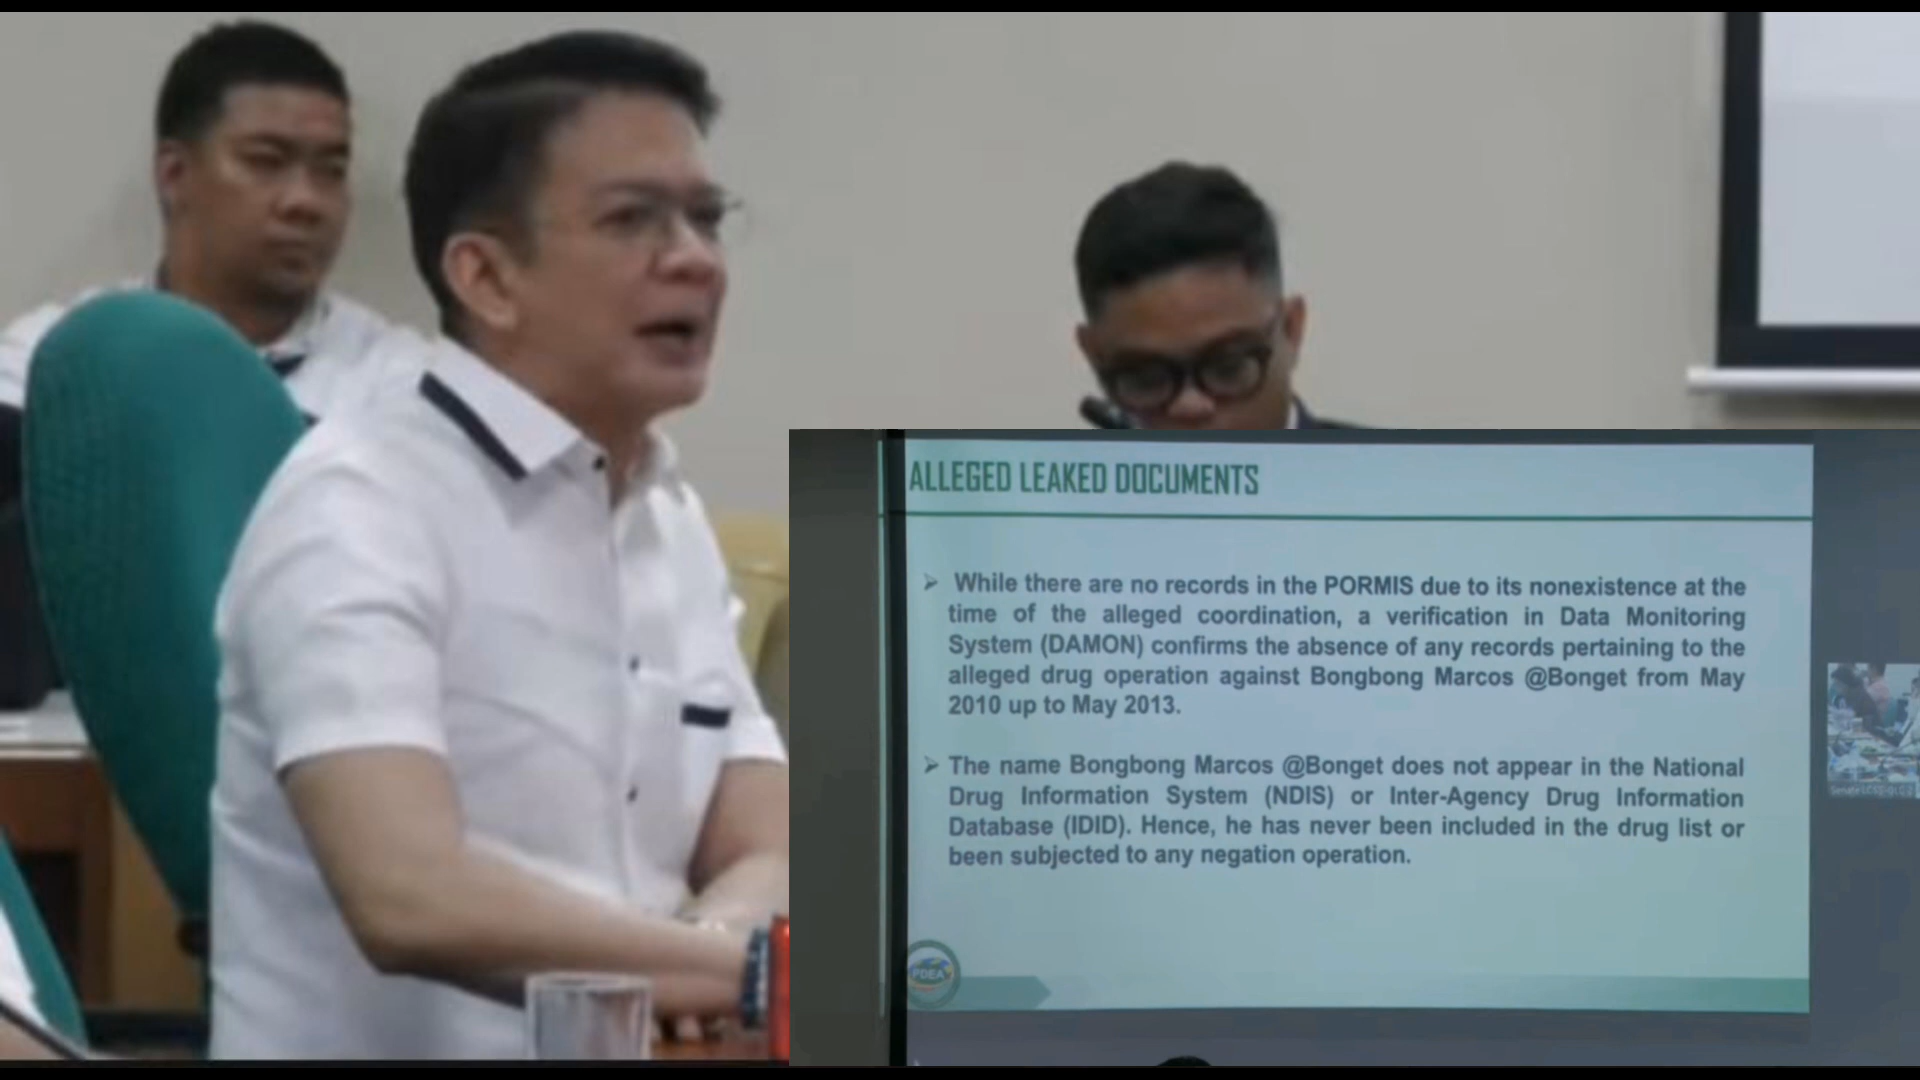 ALLEGED LEAKED DOCUMENTS
➢ While there are no records in the PORMIS due to its nonexistence at the
time of the alleged coordination, a verification in Data Monitoring
System (DAMON) confirms the absence of any records pertaining to the
alleged drug operation against Bongbong Marcos @Bonget from May
2010 up to May 2013.
➢ The name Bongbong Marcos @Bonget does not appear in the National
Drug Information System (NDIS) or Inter-Agency Drug Information
Database (IDID). Hence, he has never been included in the drug list or
been subjected to any negation operation.
PDEA